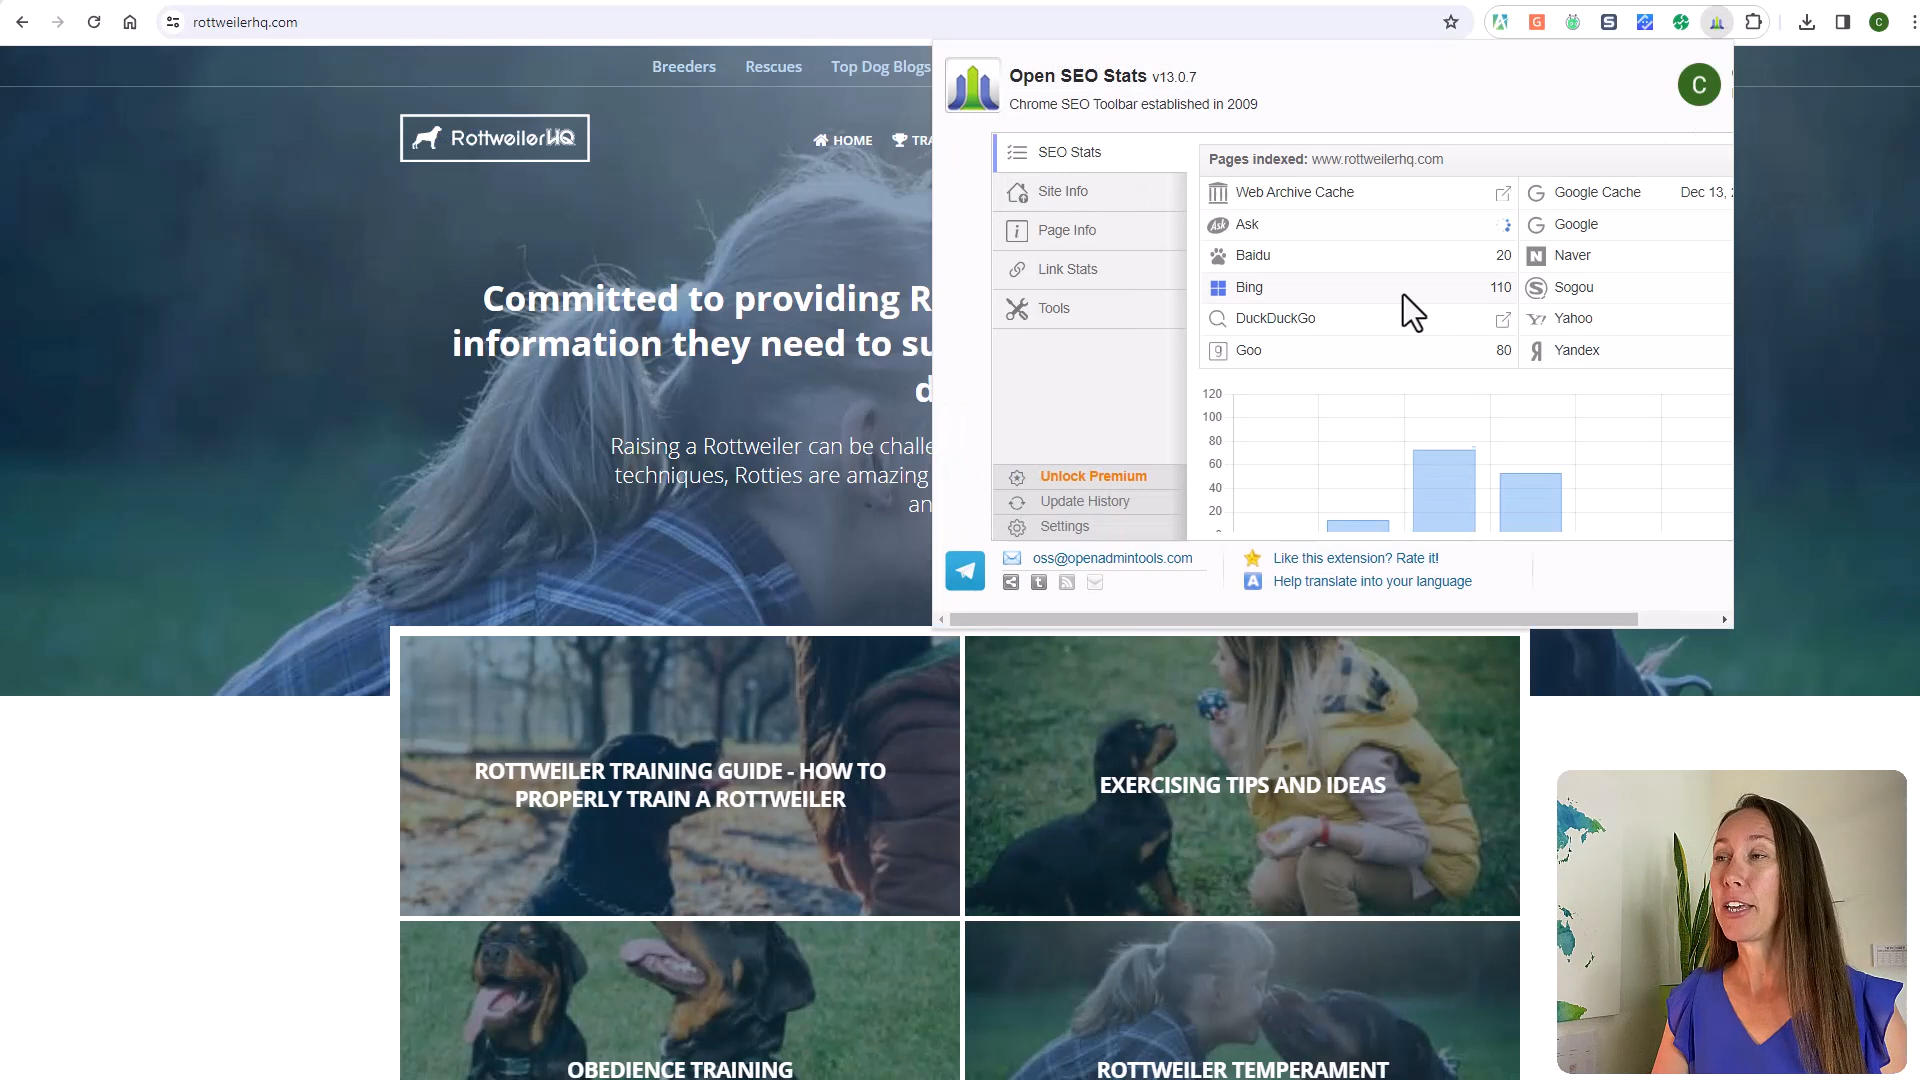 rottweilerhq.com
Breeders
Rescues
Top Dog Blogs
RottweilerHQ
HOME
TRA
Committed to providing R
information they need to su
d
Raising a Rottweiler can be challe
techniques, Rotties are amazing
an
Open SEO Stats v13.0.7
Chrome SEO Toolbar established in 2009
C
SEO Stats
Site Info
Page Info
Link Stats
Tools
Unlock Premium
Update History
Settings
Pages indexed: www.rottweilerhq.com
Web Archive Cache
Google Cache Dec 13, 2
Ask
Google
Baidu 20
Naver
Bing 110
Sogou
DuckDuckGo
Yahoo
Goo 80
Yandex
120
100
80
60
40
20
oss@openadmintools.com
Like this extension? Rate it!
Help translate into your language
ROTTWEILER TRAINING GUIDE - HOW TO
PROPERLY TRAIN A ROTTWEILER
EXERCISING TIPS AND IDEAS
OBEDIENCE TRAINING
ROTTWEILER TEMPERAMENT